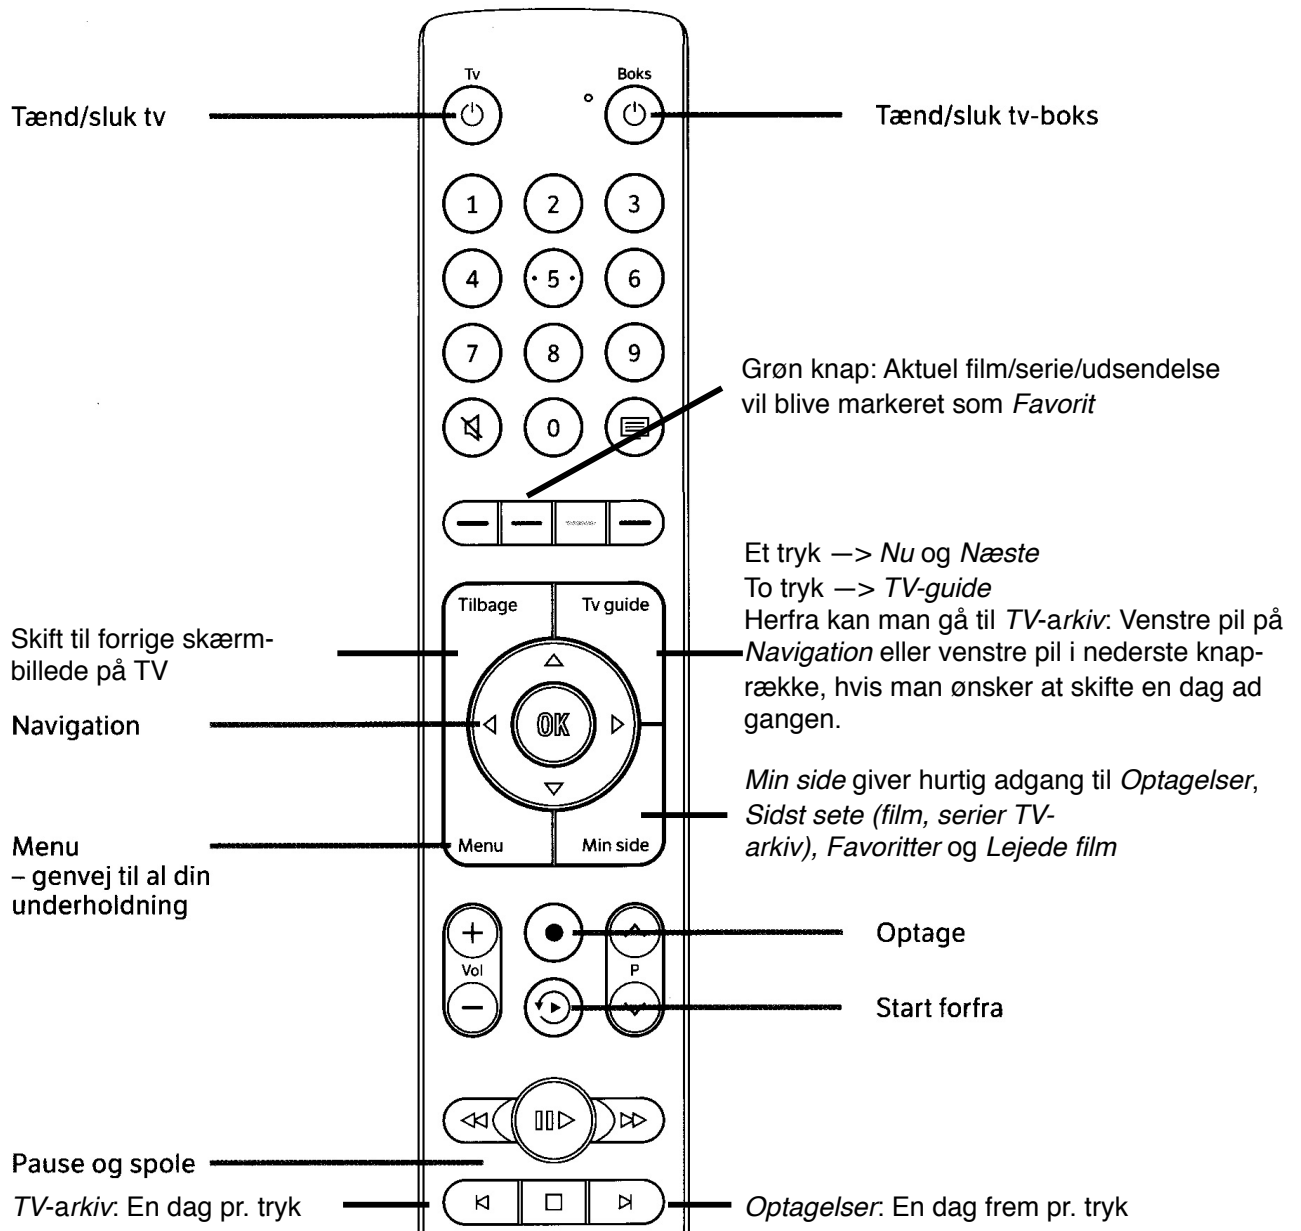 Tv
Boks
Tænd/sluk tv
Tænd/sluk tv-boks
1 2 3
4 5 6
7 8 9
0
Grøn knap: Aktuel film/serie/udsendelse
vil blive markeret som Favorit
Et tryk —> Nu og Næste
To tryk —> TV-guide
Herfra kan man gå til TV-arkiv: Venstre pil på
Navigation eller venstre pil i nederste knap-
række, hvis man ønsker at skifte en dag ad
gangen.
Tilbage
Tv guide
Skift til forrige skærm-
billede på TV
Navigation
OK
Min side giver hurtig adgang til Optagelser,
Sidst sete (film, serier TV-
arkiv), Favoritter og Lejede film
Menu
– genvej til al din
underholdning
Menu
Min side
Vol
P
Optage
Start forfra
Pause og spole
TV-arkiv: En dag pr. tryk
Optagelser: En dag frem pr. tryk